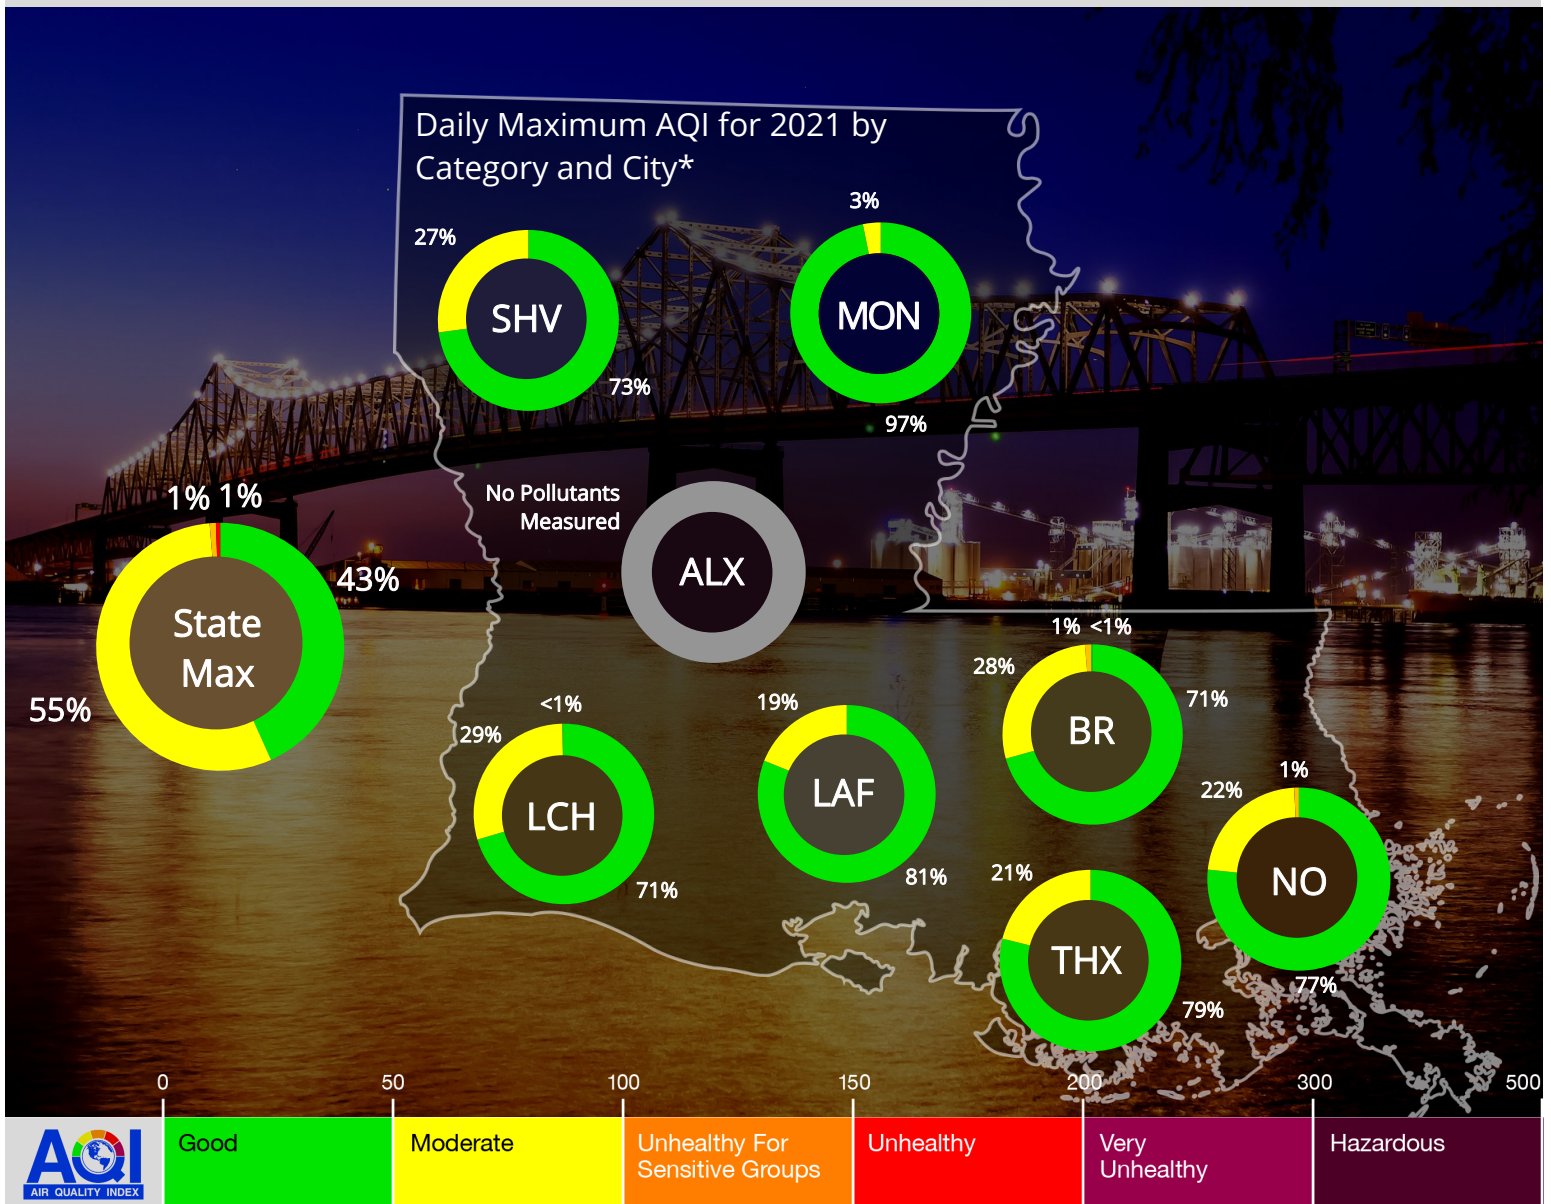 Daily Maximum AQI for 2021 by
Category and City*
3%
27%
SHV
MON
73%
97%
1% 1%
No Pollutants
Measured
ALX
43%
State
Max
55%
1% <1%
28%
BR
71%
<1%
29%
LCH
71%
19%
LAF
81%
1%
22%
NO
77%
21%
THX
79%
0 50 100 150 200 300 500
AQI
AIR QUALITY INDEX
Good
Moderate
Unhealthy For
Sensitive Groups
Unhealthy
Very
Unhealthy
Hazardous